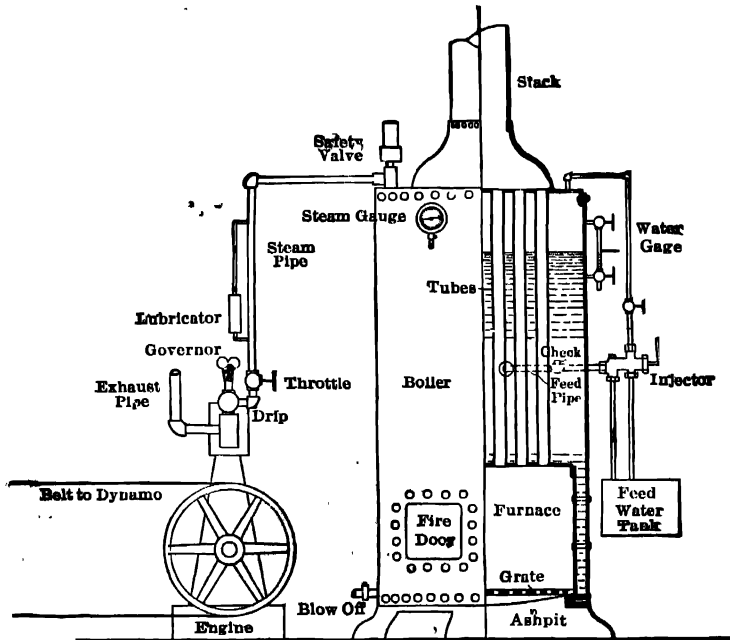 Stack
Safety
Valve
Steam Gauge
Water
Gage
Steam
Pipe
Tubes
Lubricator
Governor
Check
Exhaust
Pipe
Throttle
Boiler
Feed
Pipe
Injector
Drip
Belt to Dynamo
Fire
Door
Furnace
Feed
Water
Tank
Grate
Blow Off
Ashpit
Engine